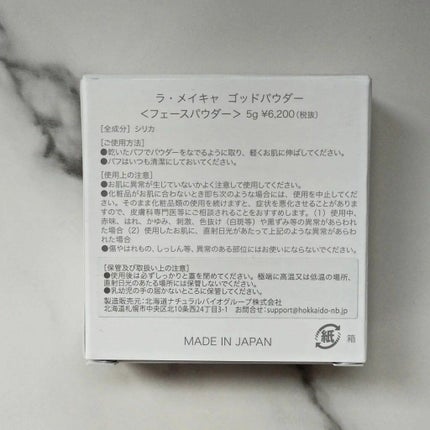 ラ・メイキャ ゴッドパウダー
＜フェースパウダー＞ 5g ¥6,200(税抜)
[全成分] シリカ
[ご使用方法]
●乾いたパフでパウダーをなでるように取り、軽くお肌に伸ばしてください。
●パフはいつも清潔にしておいてください。
[使用上の注意]
●お肌に異常が生じていないかよく注意して使用してください。
●化粧品がお肌に合わないとき即ち次のような場合には、使用を中止してくだ
さい。そのまま化粧品類の使用を続けますと、症状を悪化させることがありま
すので、皮膚科専門医等にご相談されることをおすすめします。(1) 使用中、
赤味、はれ、かゆみ、刺激、色抜け(白斑等)や黒ずみ等の異常があらわ
れた場合 (2) 使用したお肌に、直射日光があたって上記のような異常があら
われた場合
●傷やはれもの、しっしん等、異常のある部位にはお使いにならないでください。
[保管及び取扱い上の注意]
●使用後は必ずしっかりと蓋を閉めてください。極端に高温又は低温の場所、
直射日光のあたる場所には保管しないでください。
●乳幼児の手の届かないところに保管してください。
製造販売元:北海道ナチュラルバイオグループ株式会社
北海道札幌市中央区北10条西24丁目3-1 お問合せ:support@hokkaido-nb.jp
MADE IN JAPAN
紙 箱